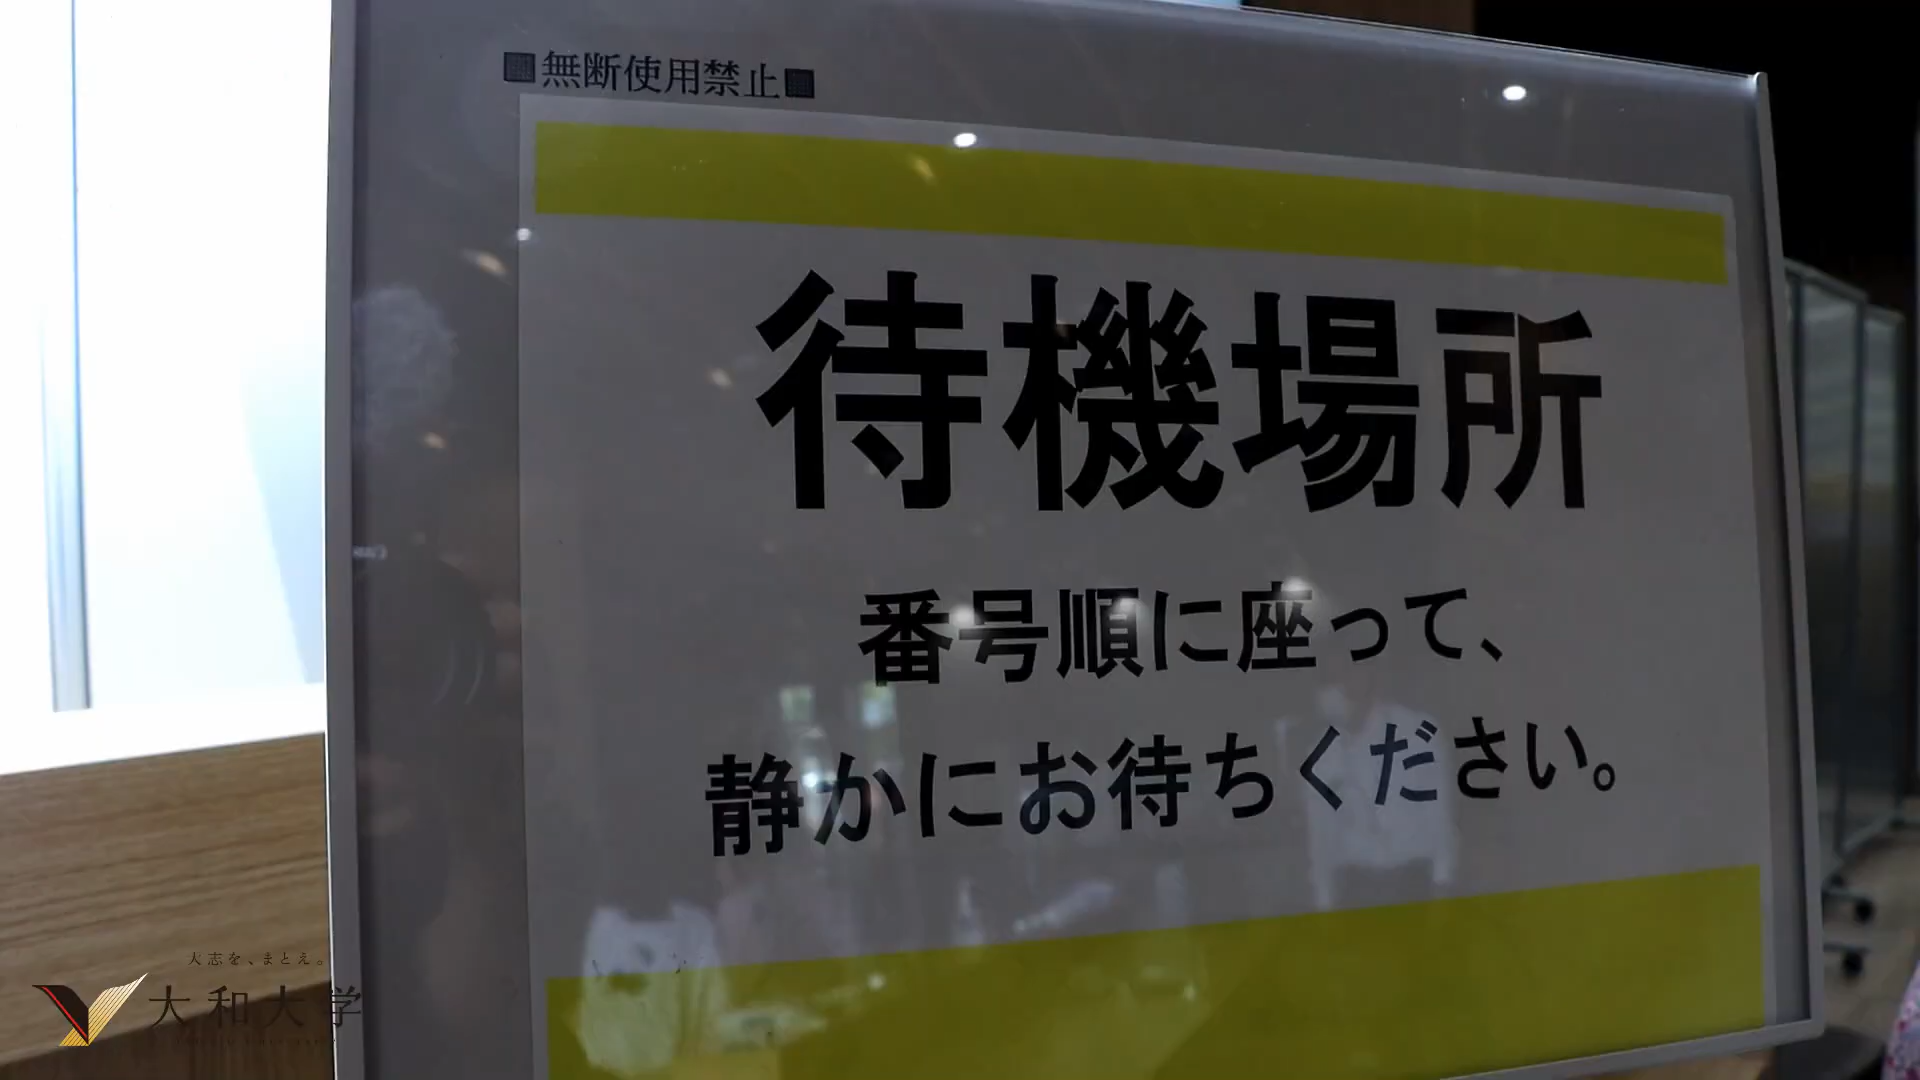 ■無断使用禁止■
待機場所
番号順に座って、
静かにお待ちください。
大志を、まとえ。
大和大学